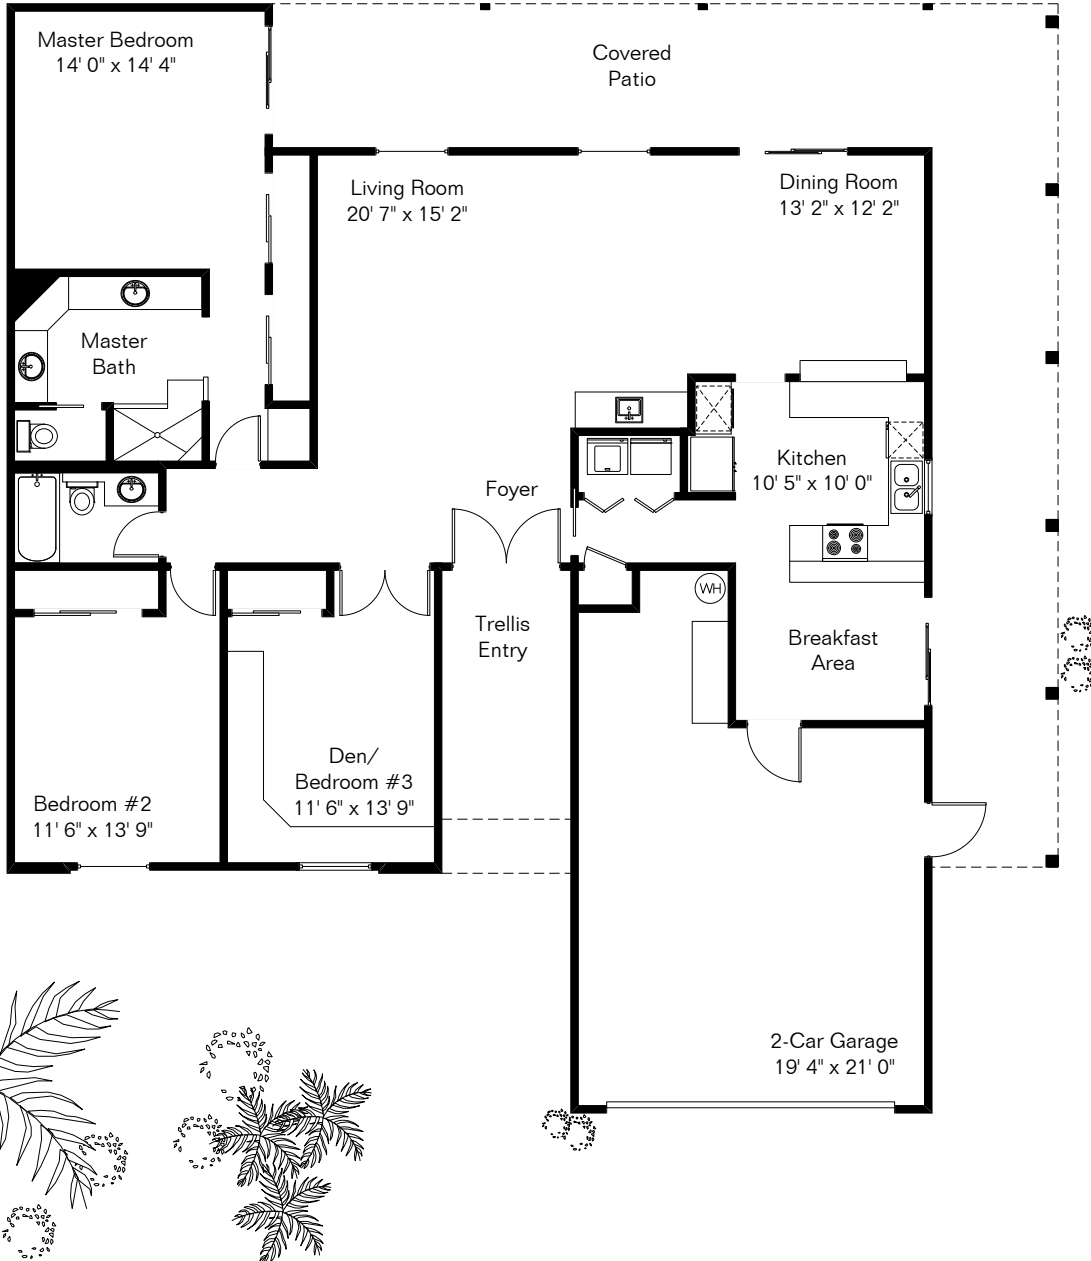 Master Bedroom
14' 0" x 14' 4"
Covered
Patio
Living Room
20' 7" x 15' 2"
Dining Room
13' 2" x 12' 2"
Master
Bath
Kitchen
10' 5" x 10' 0"
Foyer
WH
Trellis
Entry
Breakfast
Area
Den/
Bedroom #3
11' 6" x 13' 9"
Bedroom #2
11' 6" x 13' 9"
2-Car Garage
19' 4" x 21' 0"